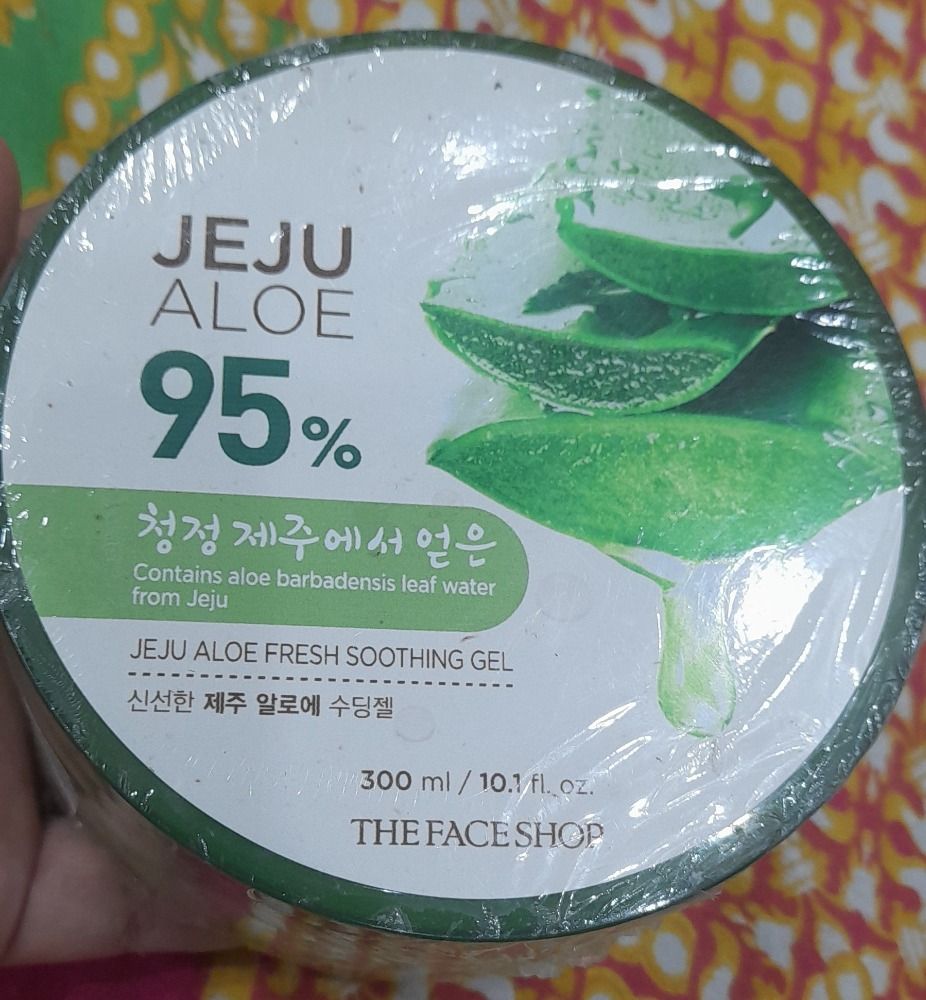 JEJU
ALOE
95%
청정 제주에서 얻은
Contains aloe barbadensis leaf water
from Jeju
JEJU ALOE FRESH SOOTHING GEL
신선한 제주 알로에 수딩젤
300 ml / 10.1 fl. oz.
THE FACE SHOP